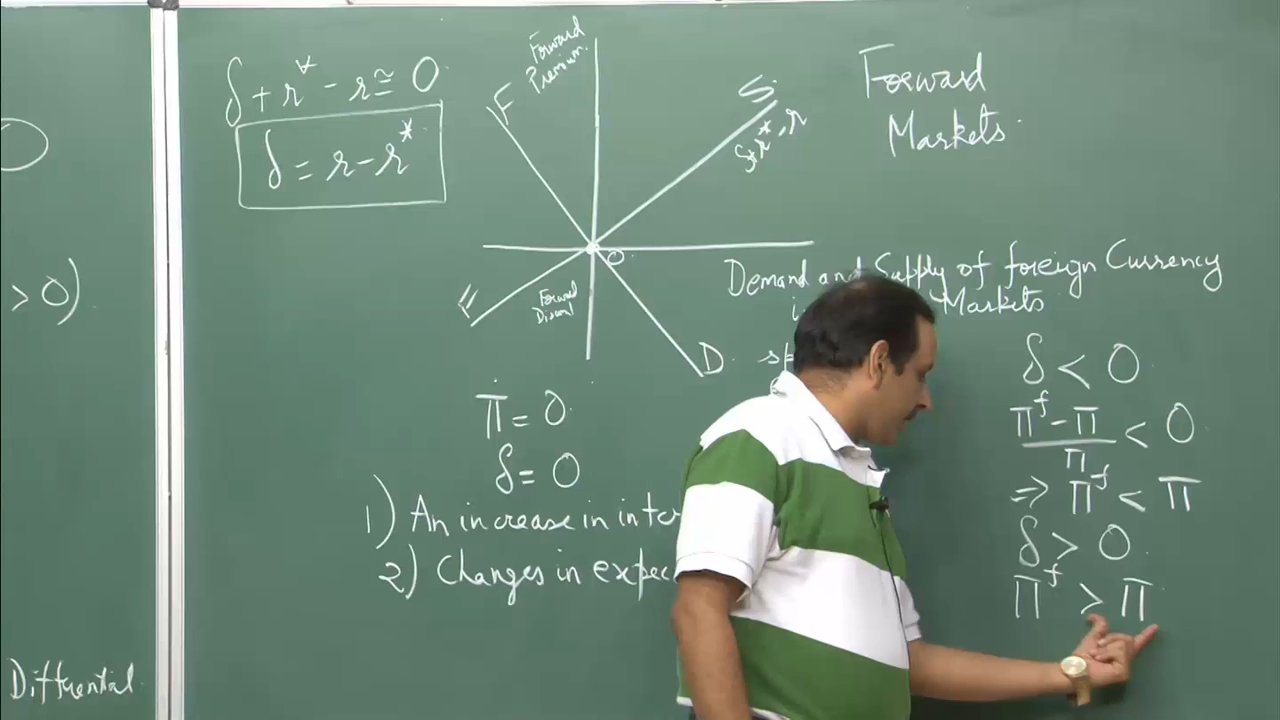 δ + r* - r ≅ 0
δ = r - r*
Forward
Premium
F
S
δ + r*, r
Forward
Markets
> 0)
O
F
Forward
Discount
D
Demand and Supply of foreign Currency
Markets
Π = 0
δ = 0
1) An increase in inte
2) Changes in expec
δ < 0
(Π^f - Π)/Π < 0
⇒ Π^f < Π
δ > 0
Π^f > Π
Differential